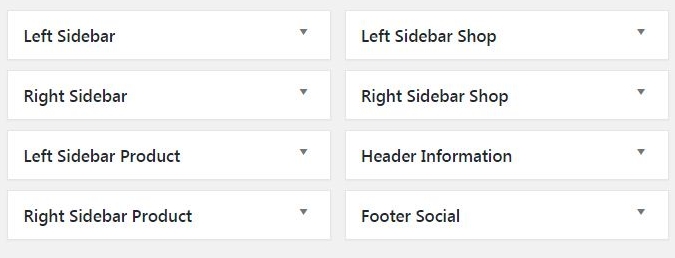 Left Sidebar
Left Sidebar Shop
Right Sidebar
Right Sidebar Shop
Left Sidebar Product
Header Information
Right Sidebar Product
Footer Social